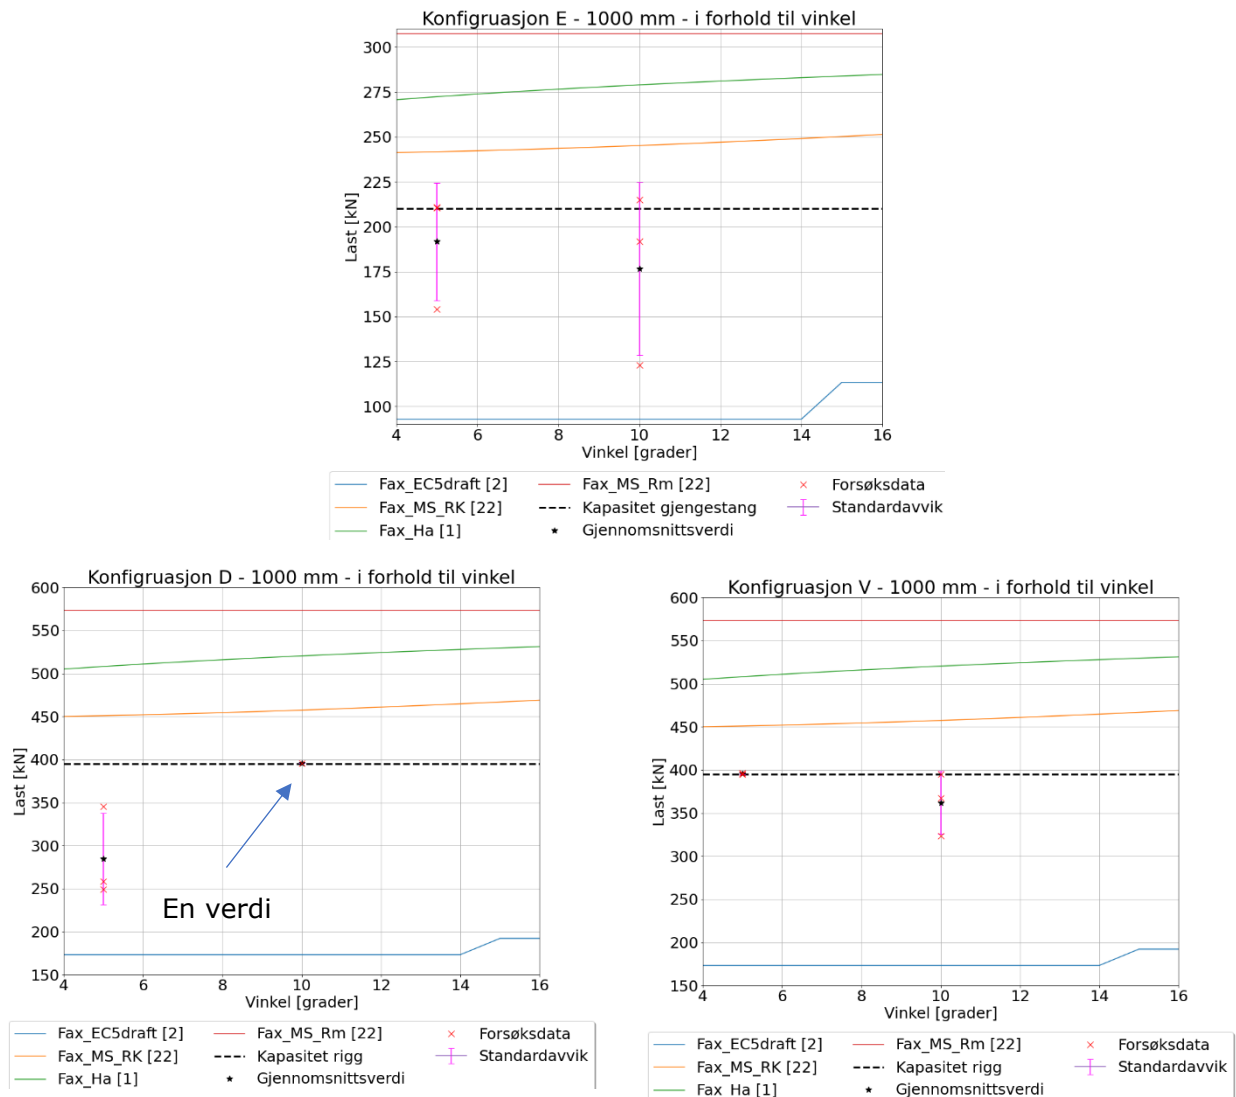 Konfigruasjon E - 1000 mm - i forhold til vinkel
300
275
250
225
200
175
150
125
100
Last [kN]
4 6 8 10 12 14 16
Vinkel [grader]
Fax_EC5draft [2] Fax_MS_Rm [22] Forsøksdata
Fax_MS_RK [22] Kapasitet gjengestang Standardavvik
Fax_Ha [1] Gjennomsnittsverdi
Konfigruasjon D - 1000 mm - i forhold til vinkel
600
550
500
450
400
350
300
250
200
150
Last [kN]
En verdi
4 6 8 10 12 14 16
Vinkel [grader]
Fax_EC5draft [2] Fax_MS_Rm [22] Forsøksdata
Fax_MS_RK [22] Kapasitet rigg Standardavvik
Fax_Ha [1] Gjennomsnittsverdi
Konfigruasjon V - 1000 mm - i forhold til vinkel
600
550
500
450
400
350
300
250
200
150
Last [kN]
4 6 8 10 12 14 16
Vinkel [grader]
Fax_EC5draft [2] Fax_MS_Rm [22] Forsøksdata
Fax_MS_RK [22] Kapasitet rigg Standardavvik
Fax_Ha [1] Gjennomsnittsverdi